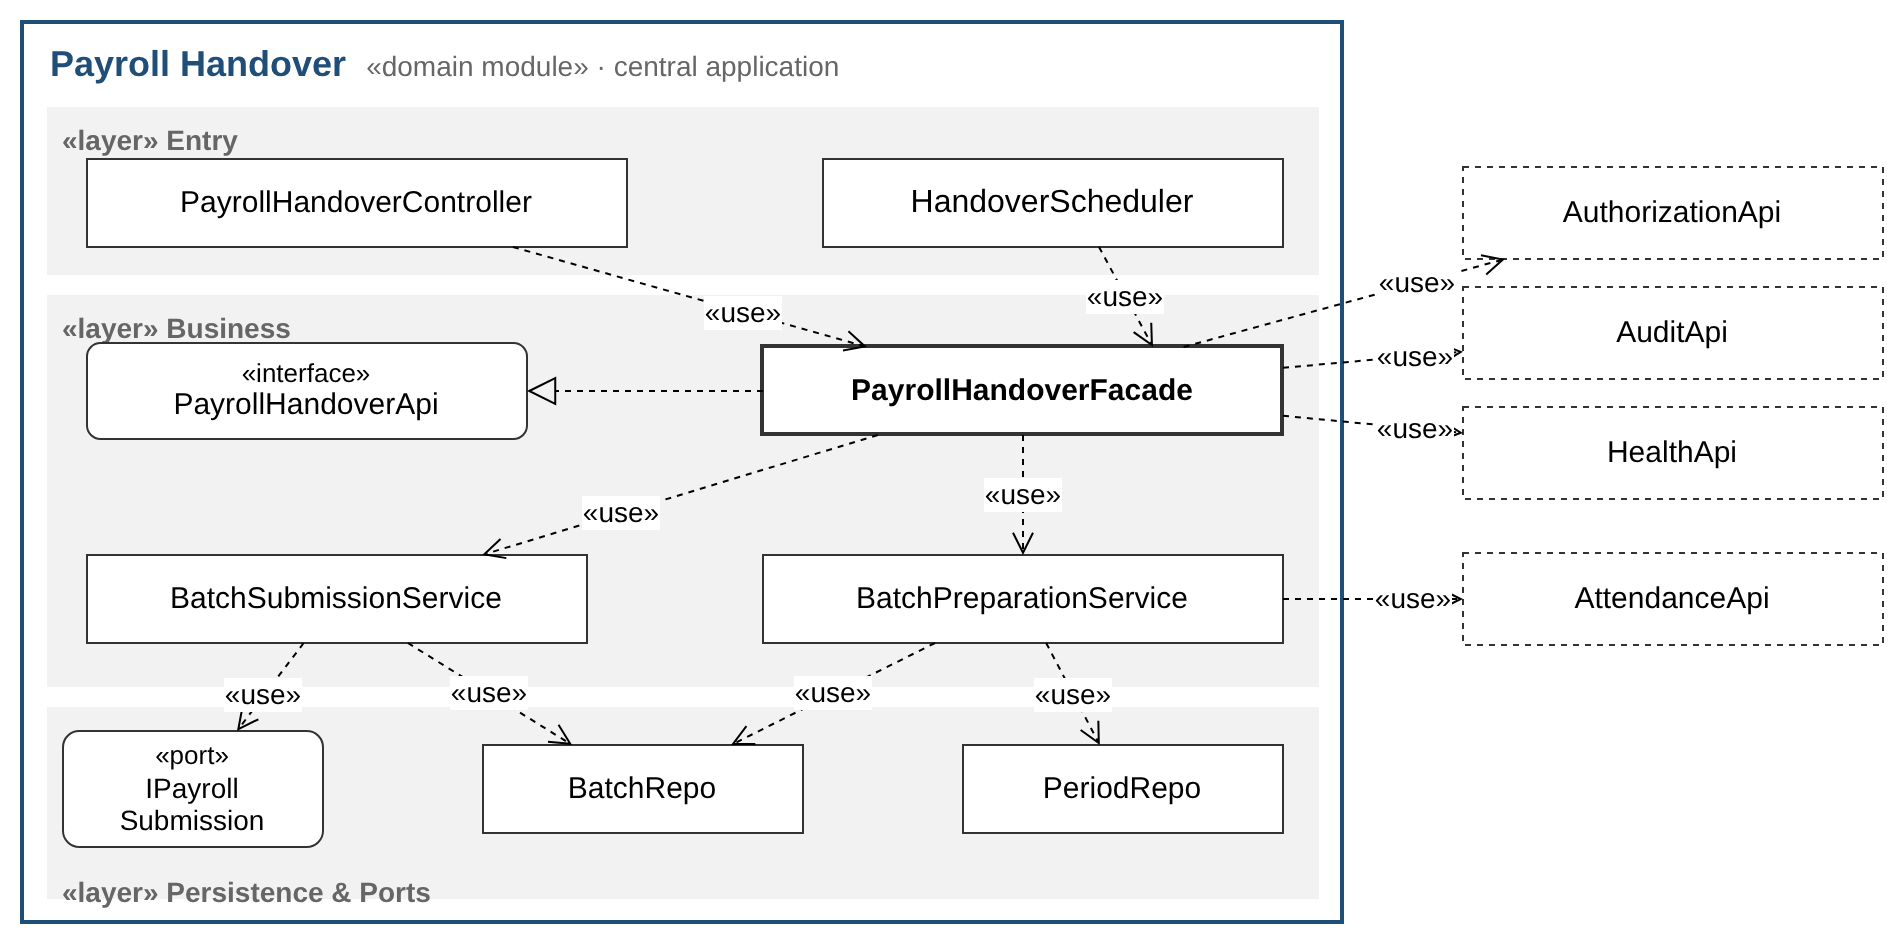 Payroll Handover «domain module» · central application
«layer» Entry
PayrollHandoverController
HandoverScheduler
AuthorizationApi
«use»
«use»
«use»
«layer» Business
«interface»
PayrollHandoverApi
PayrollHandoverFacade
«use»
AuditApi
«use»
HealthApi
«use»
«use»
BatchSubmissionService
BatchPreparationService
«use»
AttendanceApi
«use»
«use»
«use»
«use»
«port»
IPayroll
Submission
BatchRepo
PeriodRepo
«layer» Persistence & Ports